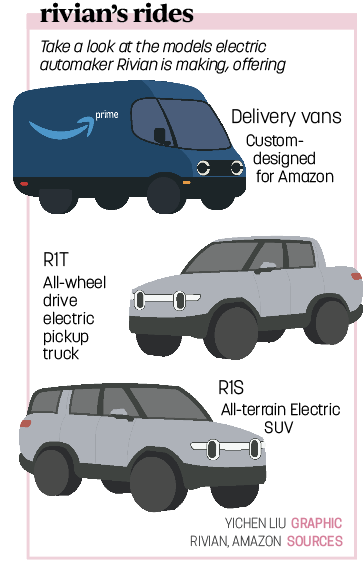 rivian's rides
Take a look at the models electric
automaker Rivian is making, offering
prime
Delivery vans
Custom-
designed
for Amazon
R1T
All-wheel
drive
electric
pickup
truck
R1S
All-terrain Electric
SUV
YICHEN LIU GRAPHIC
RIVIAN, AMAZON SOURCES